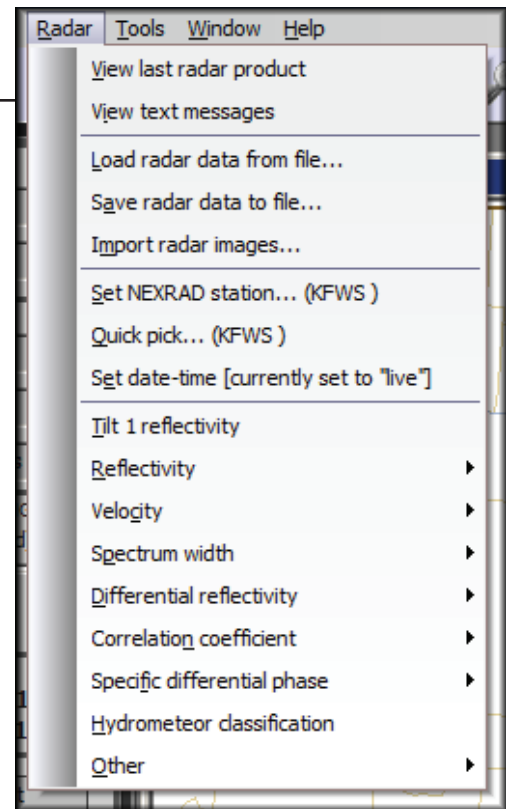 Radar Tools Window Help
View last radar product
View text messages
Load radar data from file...
Save radar data to file...
Import radar images...
Set NEXRAD station... (KFWS )
Quick pick... (KFWS )
Set date-time [currently set to "live"]
Tilt 1 reflectivity
Reflectivity
Velocity
Spectrum width
Differential reflectivity
Correlation coefficient
Specific differential phase
Hydrometeor classification
Other